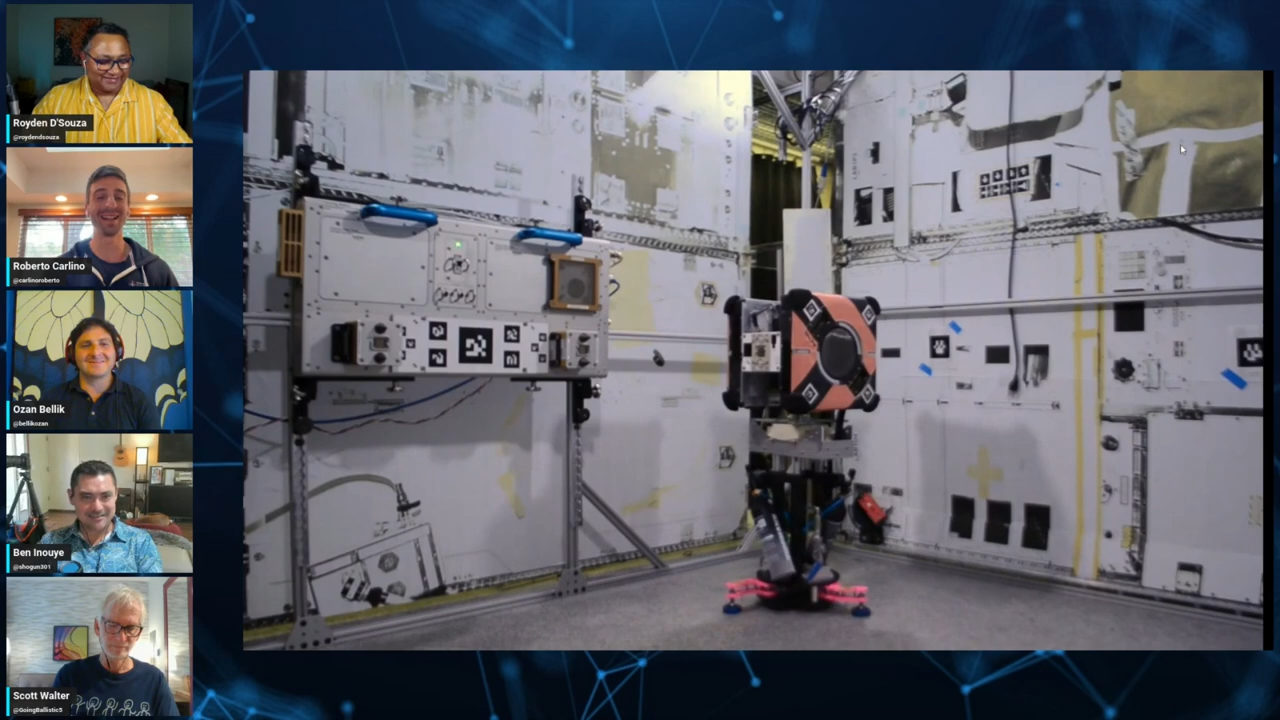 Royden D'Souza
@roydendsouza
Roberto Carlino
@carlinoroberto
Ozan Bellik
@bellikozan
Ben Inouye
@shogun301
Scott Walter
@GoingBallistic5